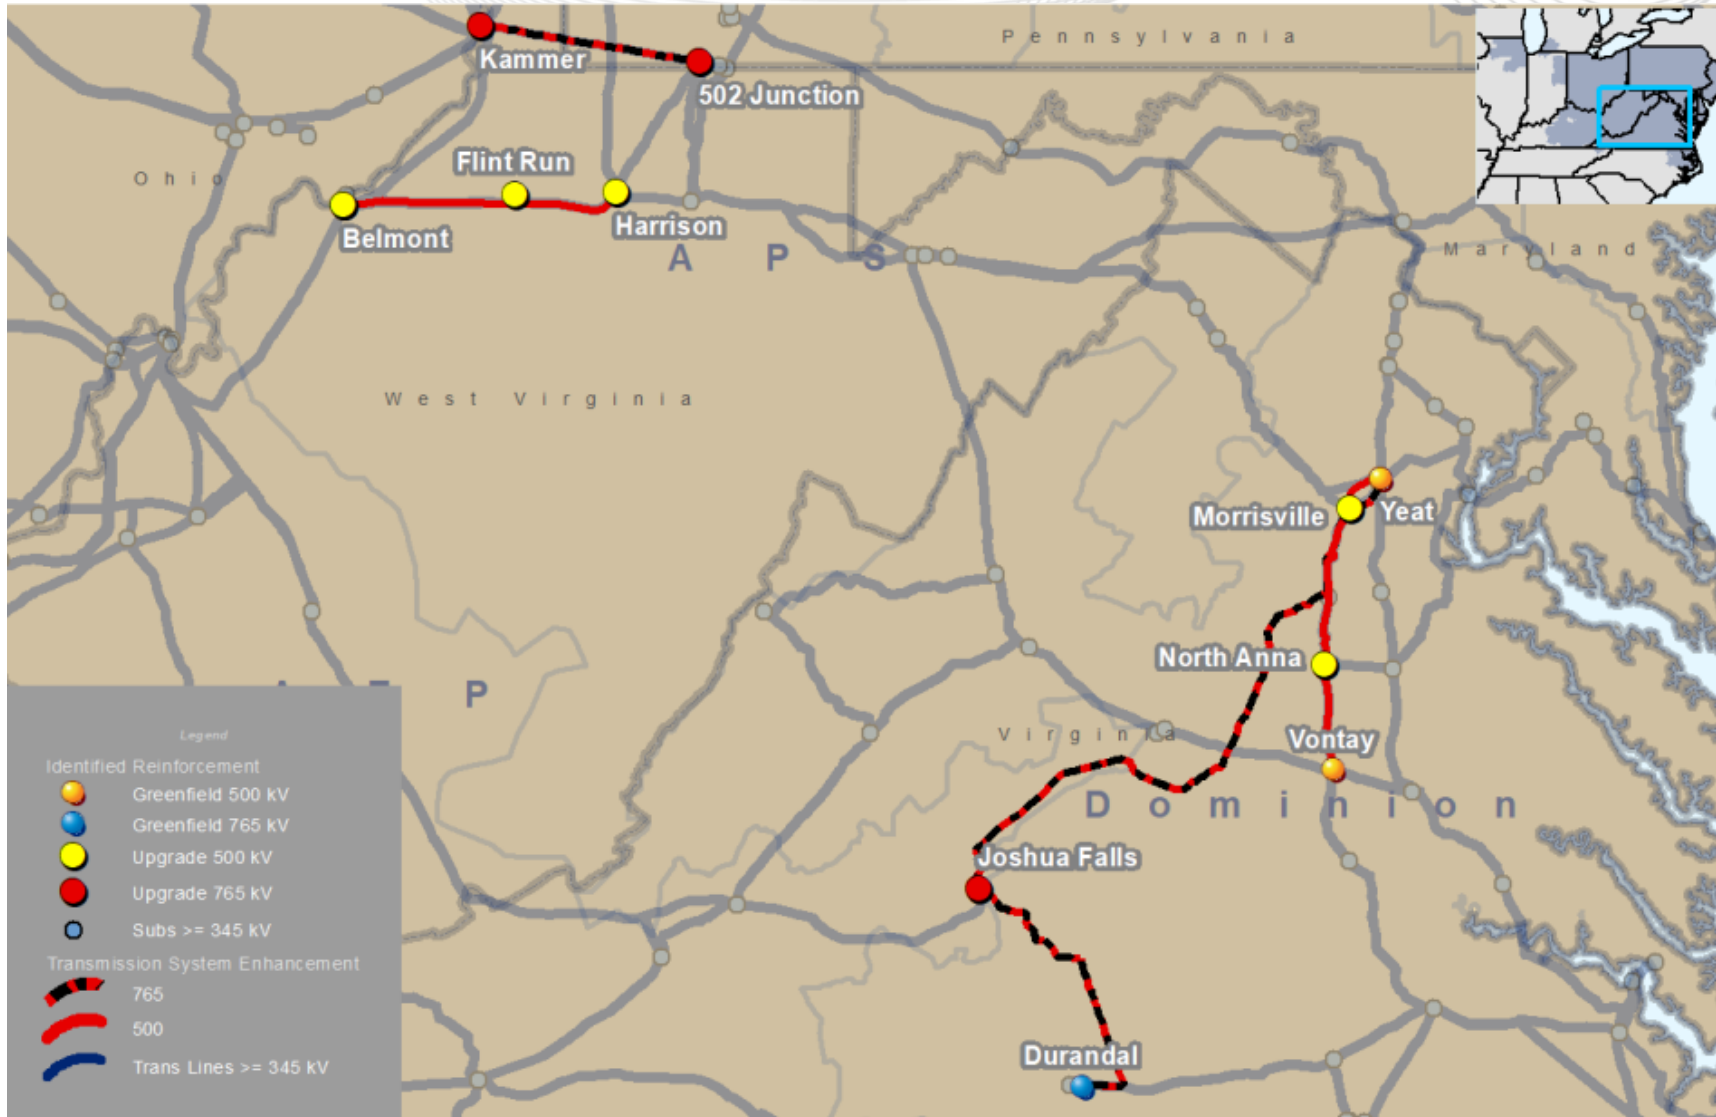 Pennsylvania
Kammer
502 Junction
Flint Run
Ohio
Harrison
Belmont
APS
Maryland
West Virginia
Morrisville
Yeat
North Anna
P
Virginia
Vontay
Dominion
Joshua Falls
Durandal
Legend
Identified Reinforcement
Greenfield 500 kV
Greenfield 765 kV
Upgrade 500 kV
Upgrade 765 kV
Subs >= 345 kV
Transmission System Enhancement
765
500
Trans Lines >= 345 kV